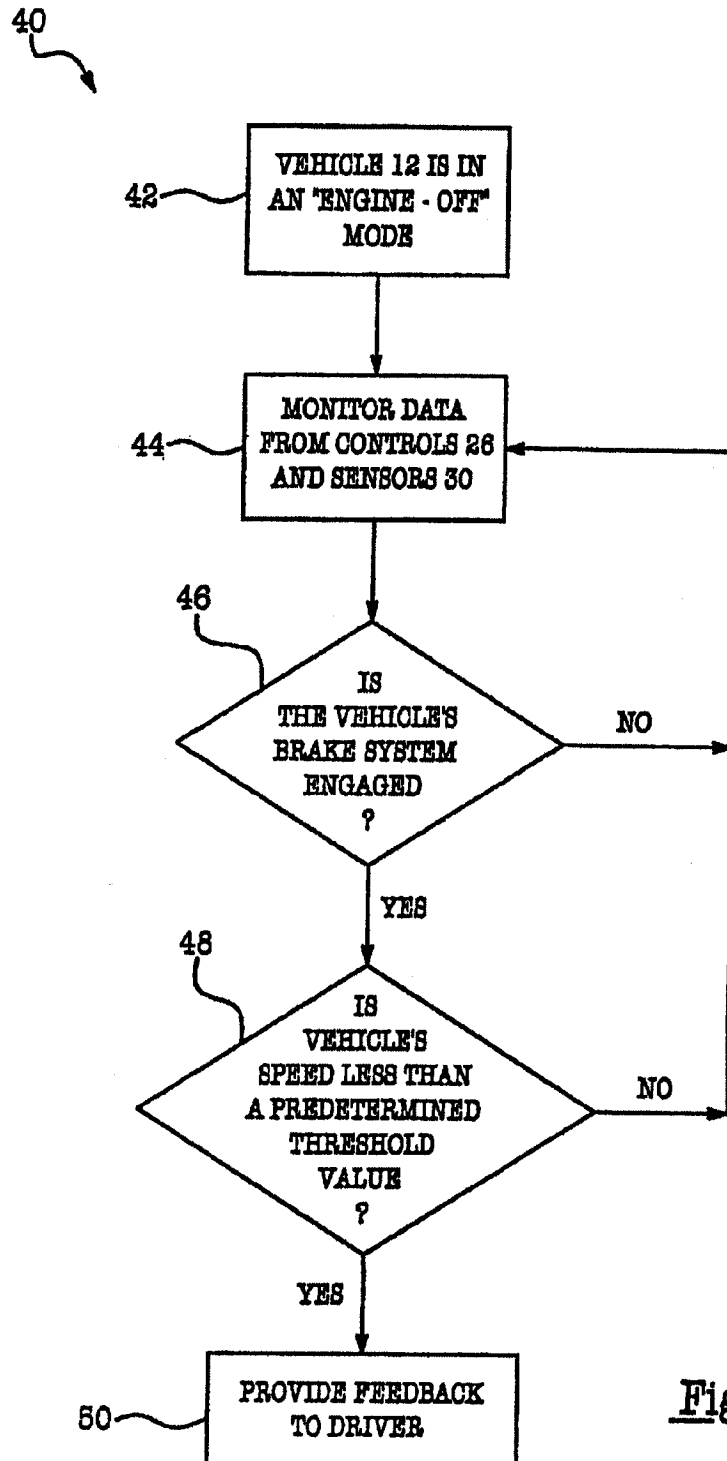 40
VEHICLE 12 IS IN
AN "ENGINE - OFF"
MODE
42
MONITOR DATA
FROM CONTROLS 26
AND SENSORS 30
44
46
IS
THE VEHICLE'S
BRAKE SYSTEM
ENGAGED
?
NO
YES
48
IS
VEHICLE'S
SPEED LESS THAN
A PREDETERMINED
THRESHOLD
VALUE
?
NO
YES
PROVIDE FEEDBACK
TO DRIVER
50
Fig